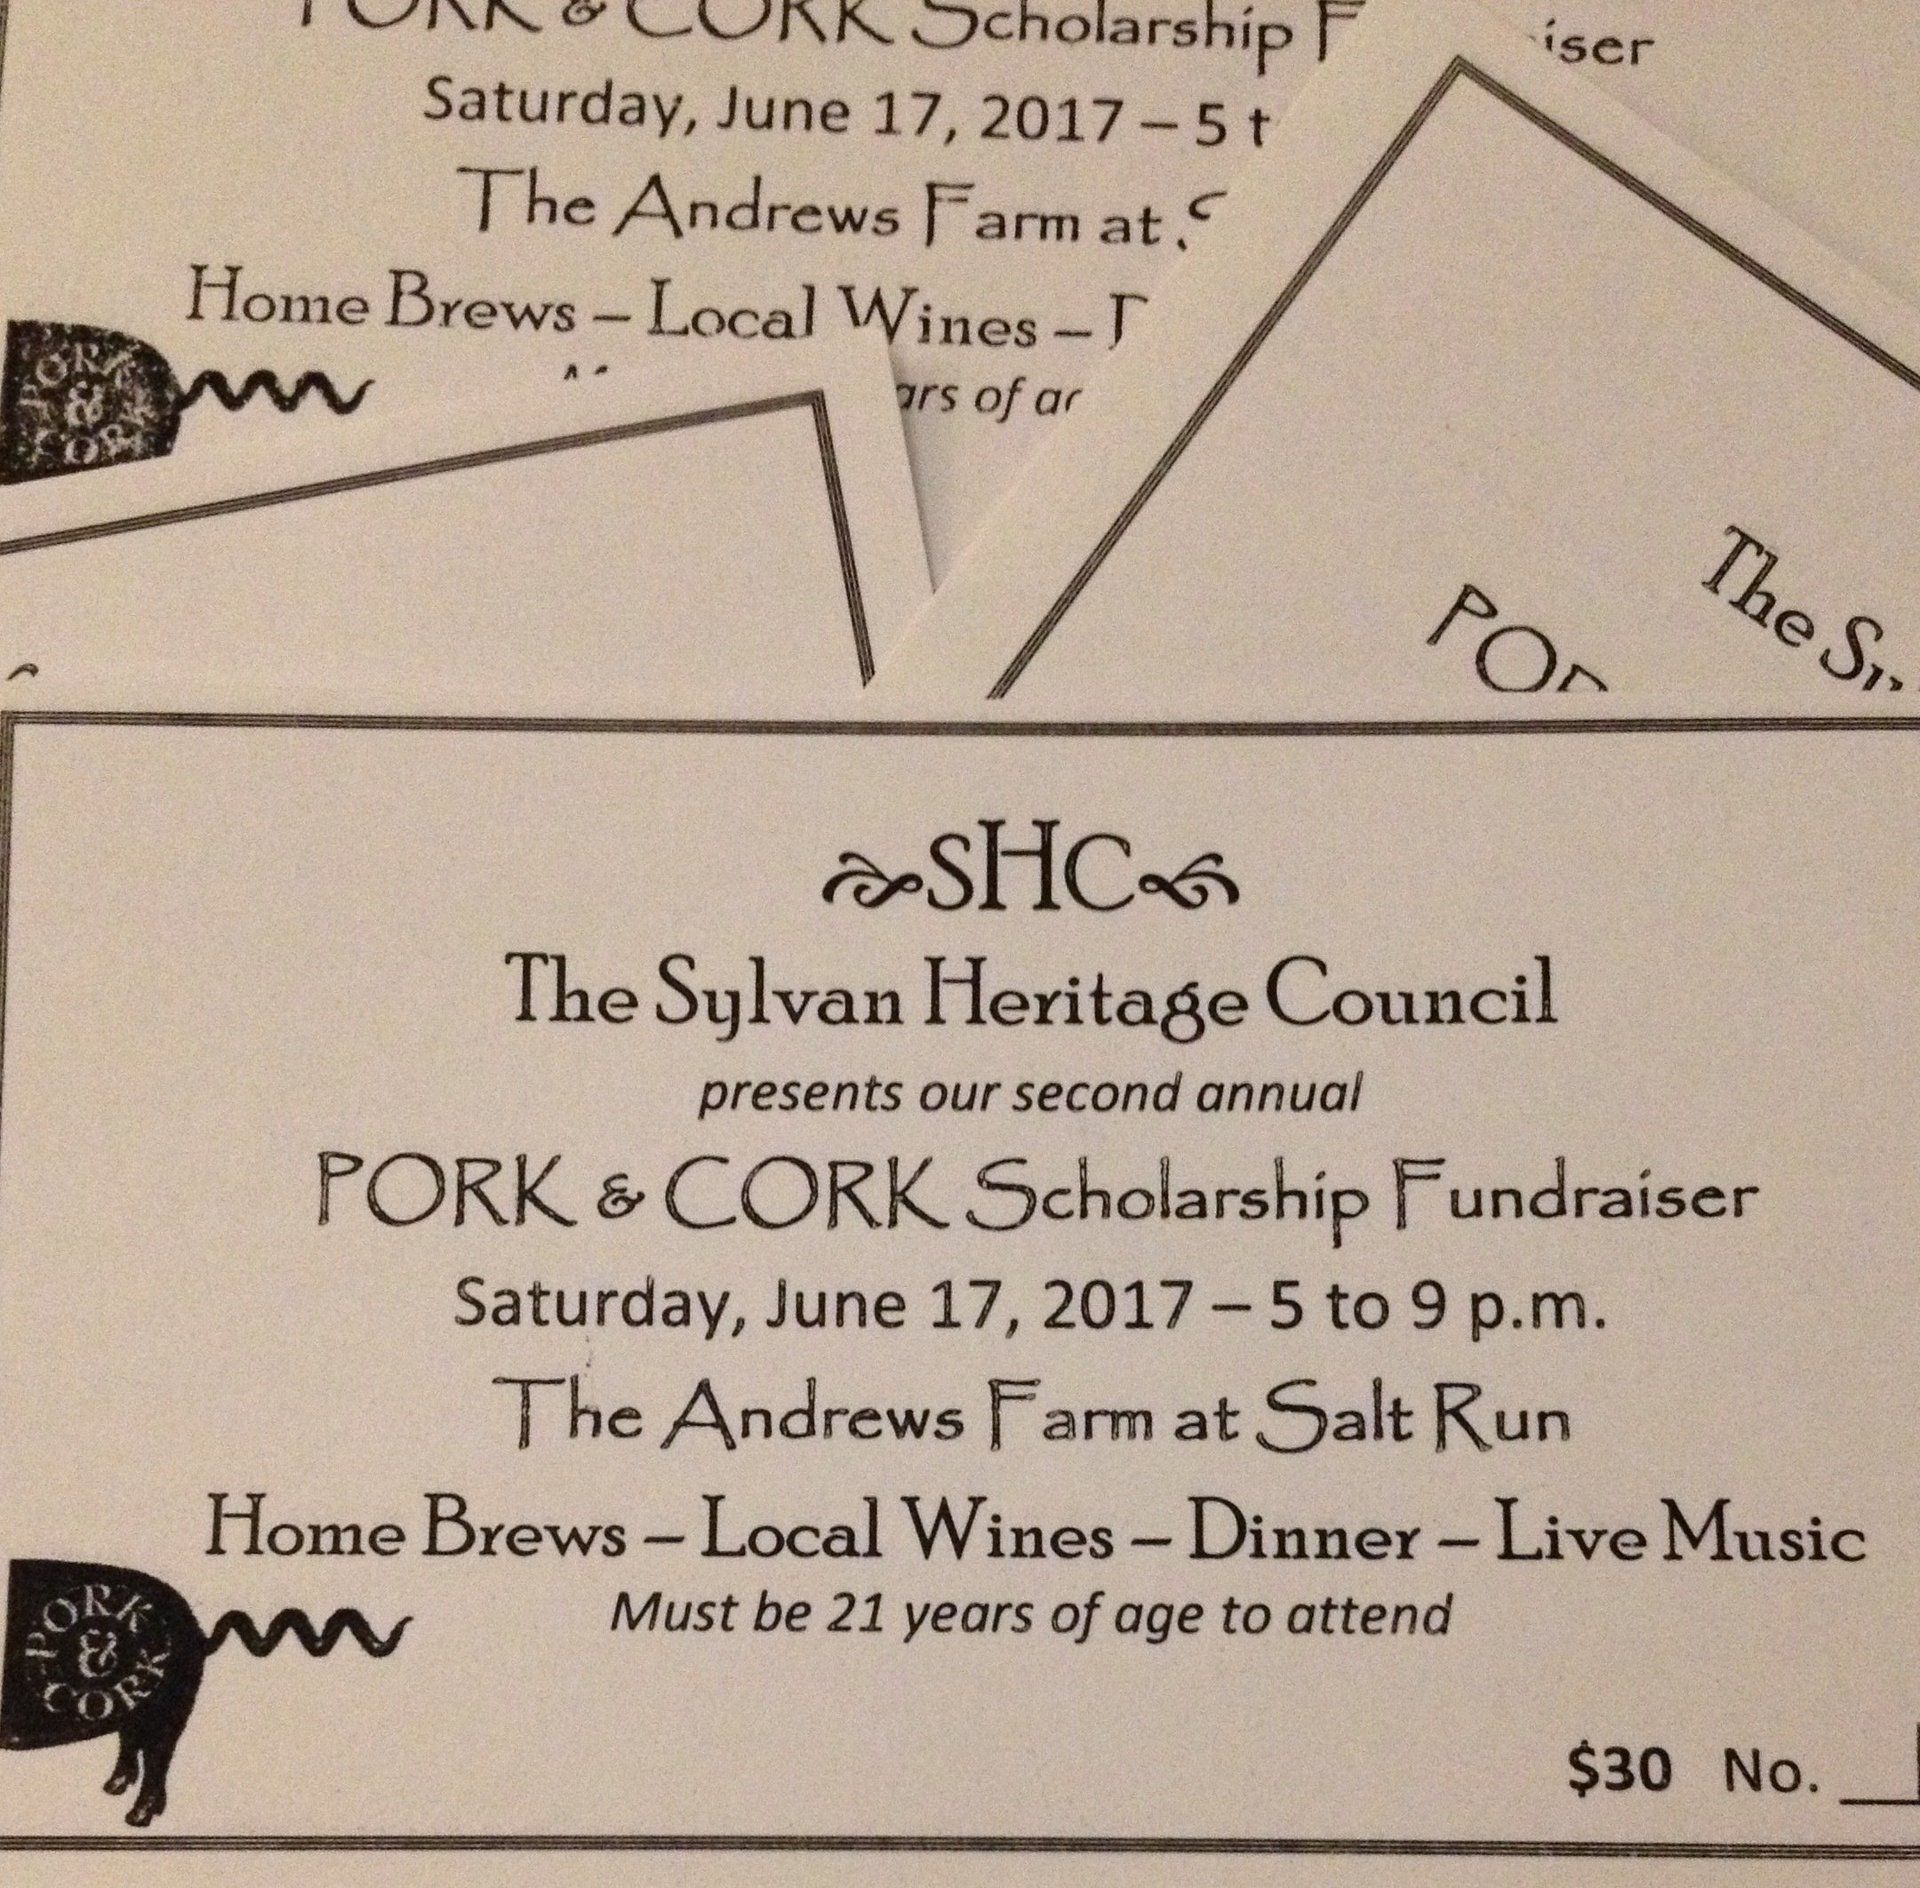 PORK & CORK Scholarship
iser
Saturday, June 17, 2017 – 5
The Andrews Farm at
Home Brews – Local Wines –
of
PORK
&
CORK
The
SHC
The Sylvan Heritage Council
presents our second annual
PORK & CORK Scholarship Fundraiser
Saturday, June 17, 2017 – 5 to 9 p.m.
The Andrews Farm at Salt Run
Home Brews – Local Wines – Dinner – Live Music
Must be 21 years of age to attend
PORK
&
CORK
$30 No.